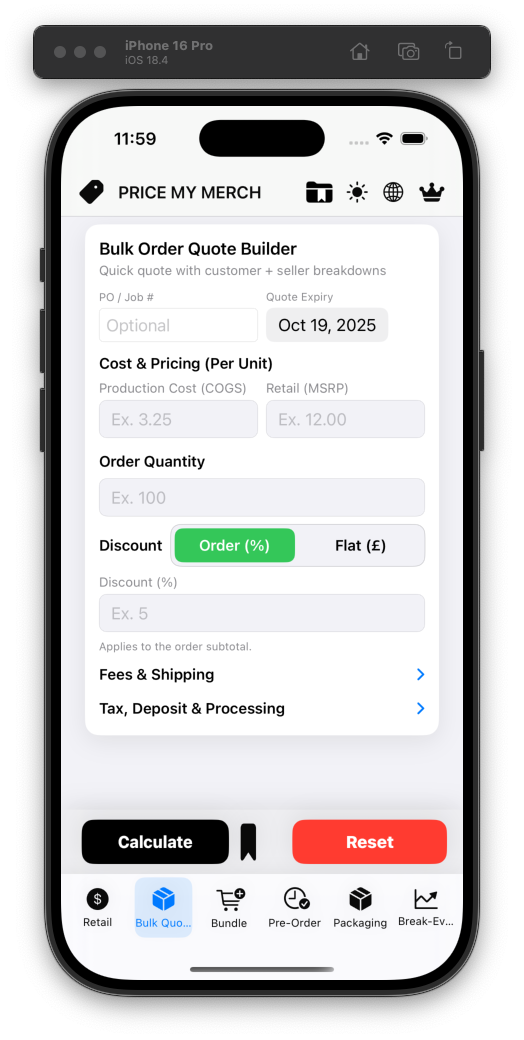 iPhone 16 Pro
iOS 18.4
11:59
PRICE MY MERCH
Bulk Order Quote Builder
Quick quote with customer + seller breakdowns
PO / Job # Quote Expiry
Optional Oct 19, 2025
Cost & Pricing (Per Unit)
Production Cost (COGS) Retail (MSRP)
Ex. 3.25 Ex. 12.00
Order Quantity
Ex. 100
Discount Order (%) Flat (£)
Discount (%)
Ex. 5
Applies to the order subtotal.
Fees & Shipping
Tax, Deposit & Processing
Calculate Reset
Retail Bulk Quo... Bundle Pre-Order Packaging Break-Ev...